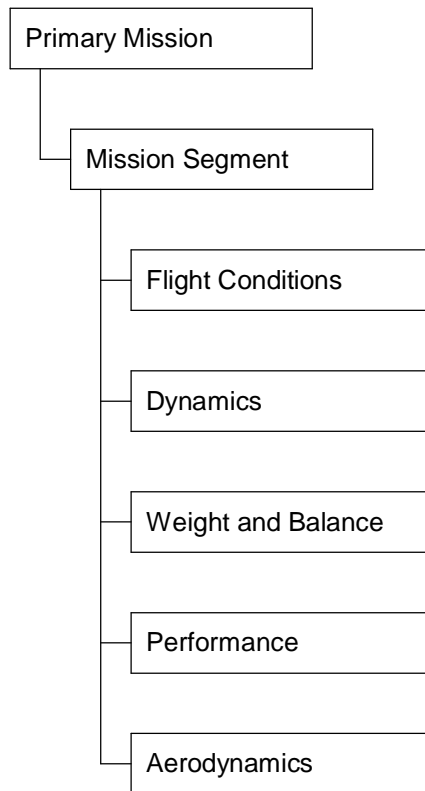 Primary Mission
Mission Segment
Flight Conditions
Dynamics
Weight and Balance
Performance
Aerodynamics